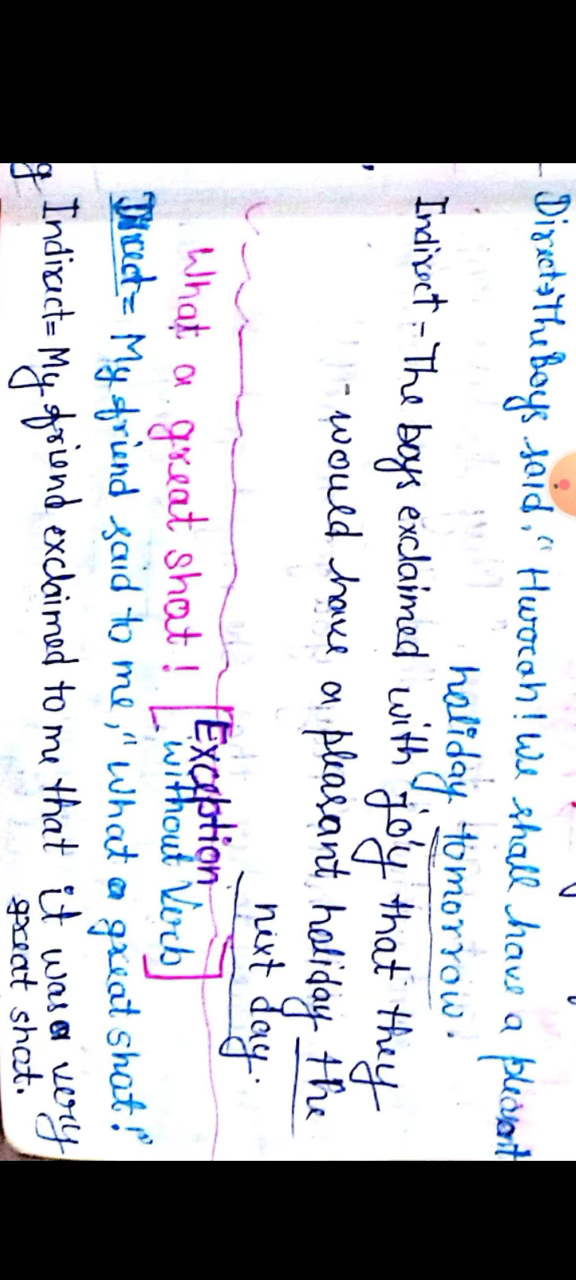 Direct→The boys said, "Hurrah! We shall have a pleasant
holiday tomorrow.
Indirect - The boys exclaimed with joy that they
- would have a pleasant holiday the
next day.
What a great shot! [Exception
without Verb]
Direct = My friend said to me, "What a great shot!"
Indirect = My friend exclaimed to me that it was a very
great shot.